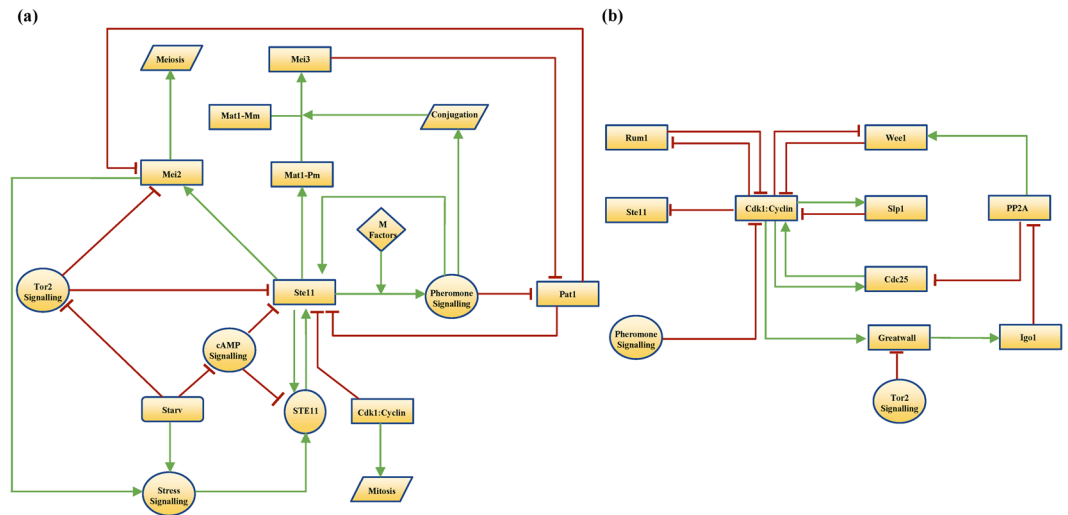 (a)
(b)
Meiosis
Mei3
Mat1-Mm
Conjugation
Mei2
Mat1-Pm
M
Factors
Tor2
Signalling
Ste11
Pheromone
Signalling
Pat1
cAMP
Signalling
Starv
STE11
Cdk1:Cyclin
Stress
Signalling
Mitosis
Rum1
Wee1
Ste11
Cdk1:Cyclin
Slp1
PP2A
Cdc25
Pheromone
Signalling
Greatwall
Igo1
Tor2
Signalling